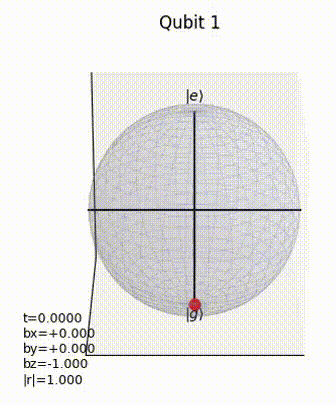 Qubit 1
|e⟩
|g⟩
t=0.0000
bx=+0.000
by=+0.000
bz=-1.000
|r|=1.000